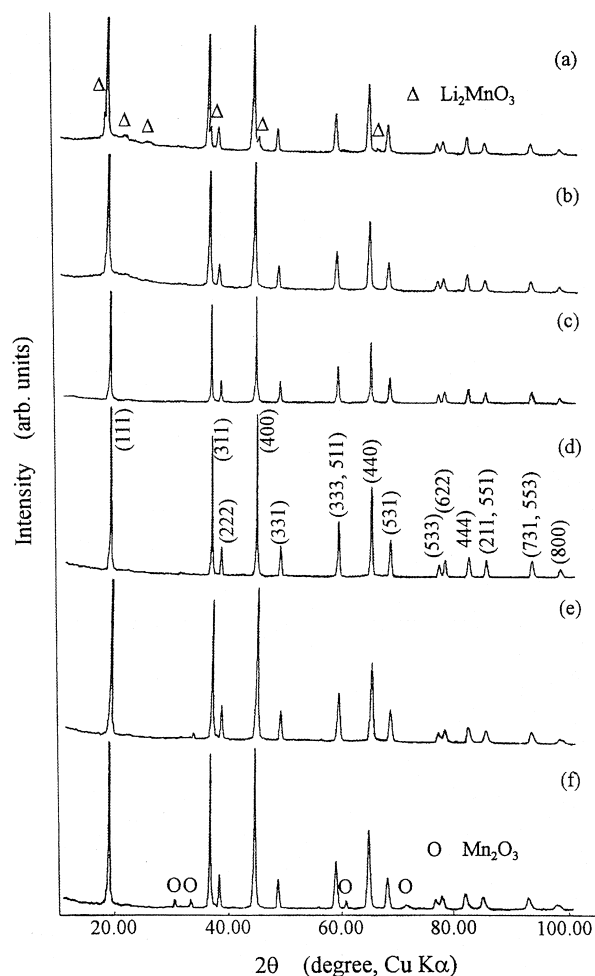 (a)
Δ
Δ
Δ
Δ
Δ
Δ
Δ Li₂MnO₃
(b)
(c)
(d)
(111)
(311)
(222)
(400)
(331)
(333, 511)
(440)
(531)
(533)
(622)
444)
(211, 551)
(731, 553)
(800)
(e)
(f)
O Mn₂O₃
O O
O
O
Intensity (arb. units)
20.00 40.00 60.00 80.00 100.00
2θ (degree, Cu Kα)